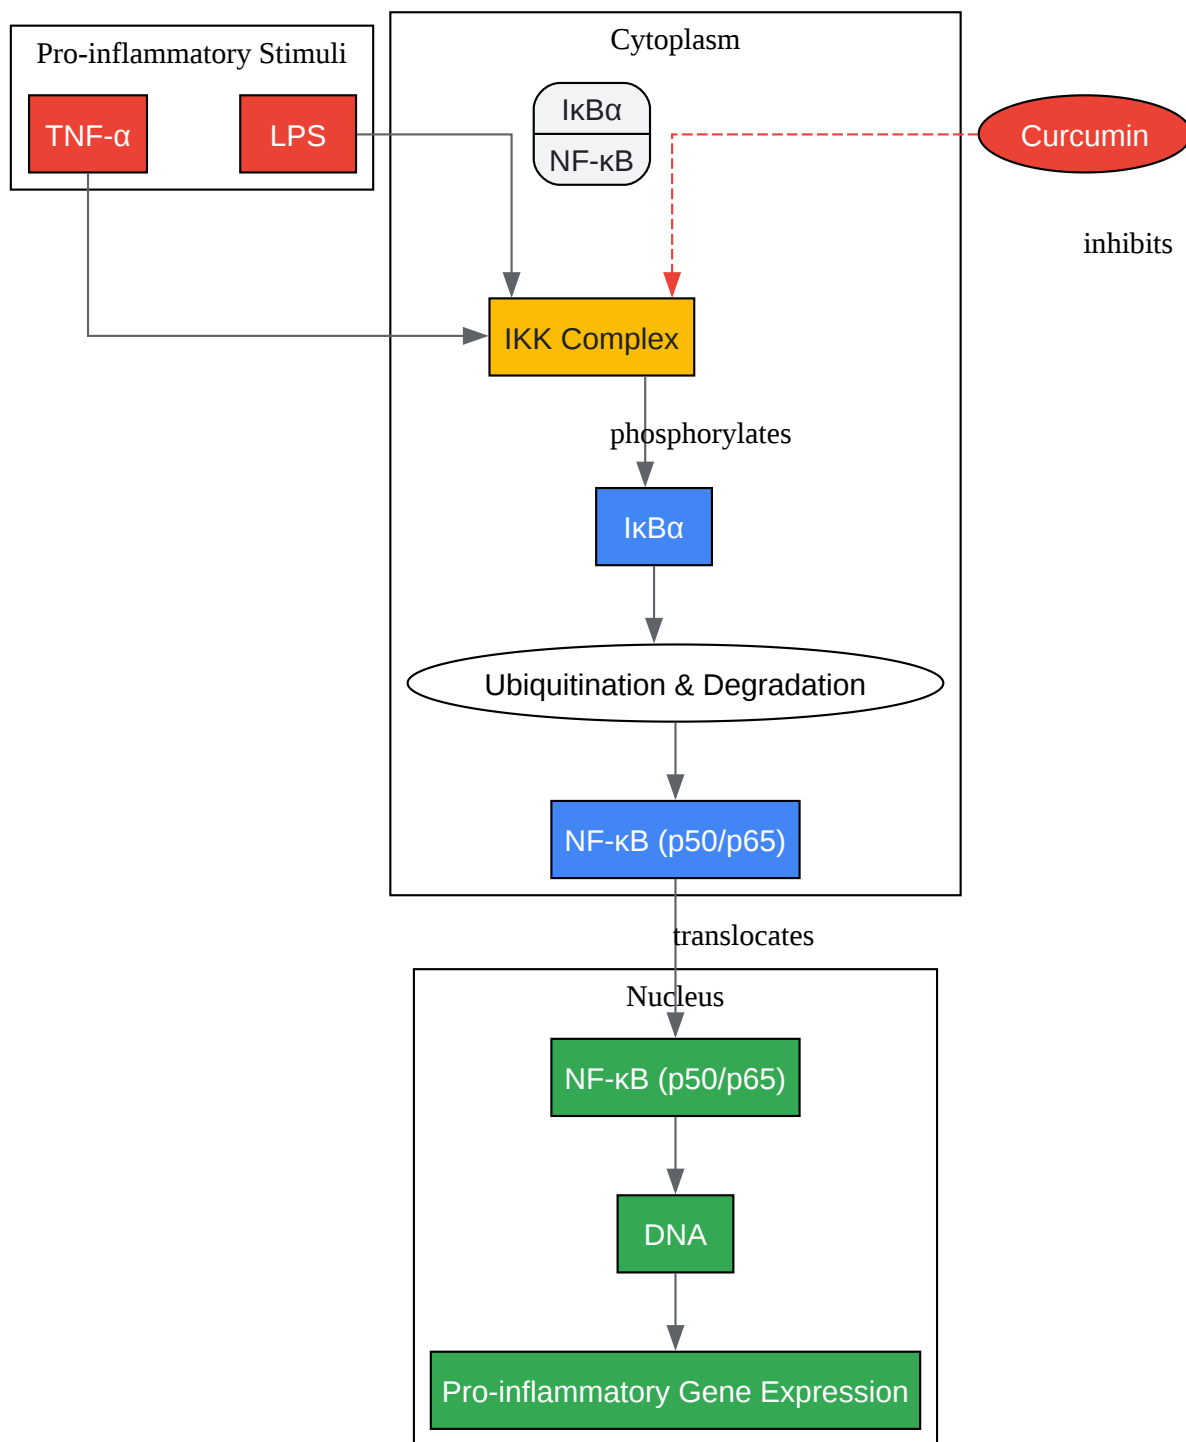 Pro-inflammatory Stimuli
TNF-α
LPS
Cytoplasm
IκBα
NF-κB
Curcumin
inhibits
IKK Complex
phosphorylates
IκBα
Ubiquitination & Degradation
NF-κB (p50/p65)
translocates
Nucleus
NF-κB (p50/p65)
DNA
Pro-inflammatory Gene Expression